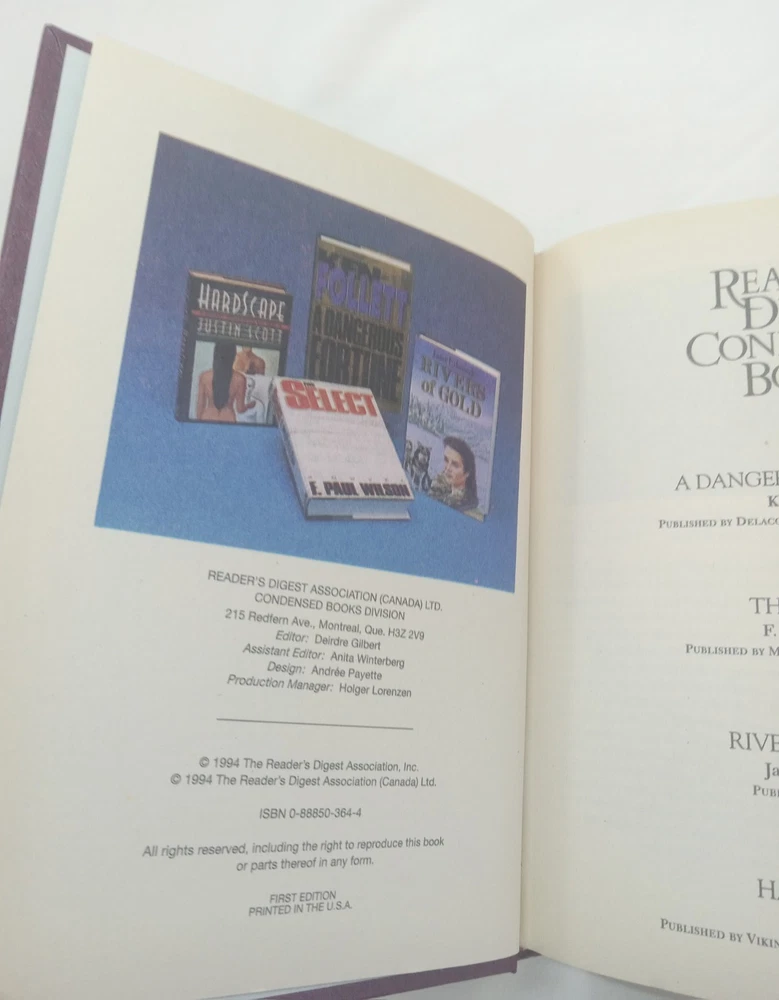 HARDSCAPE
JUSTIN SCOTT
KEN
FOLLETT
A DANGEROUS
FORTUNE
RIVERS
of GOLD
THE
SELECT
F. PAUL WILSON
READER'S DIGEST ASSOCIATION (CANADA) LTD.
CONDENSED BOOKS DIVISION
215 Redfern Ave., Montreal, Que. H3Z 2V9
Editor: Deirdre Gilbert
Assistant Editor: Anita Winterberg
Design: Andrée Payette
Production Manager: Holger Lorenzen
© 1994 The Reader's Digest Association, Inc.
© 1994 The Reader's Digest Association (Canada) Ltd.
ISBN 0-88850-364-4
All rights reserved, including the right to reproduce this book
or parts thereof in any form.
FIRST EDITION
PRINTED IN THE U.S.A.
REA
D
CON
BO
A DANGE
K
PUBLISHED BY DELAC
TH
F.
PUBLISHED BY M
RIVE
Ja
PUB
HA
PUBLISHED BY VIKIN